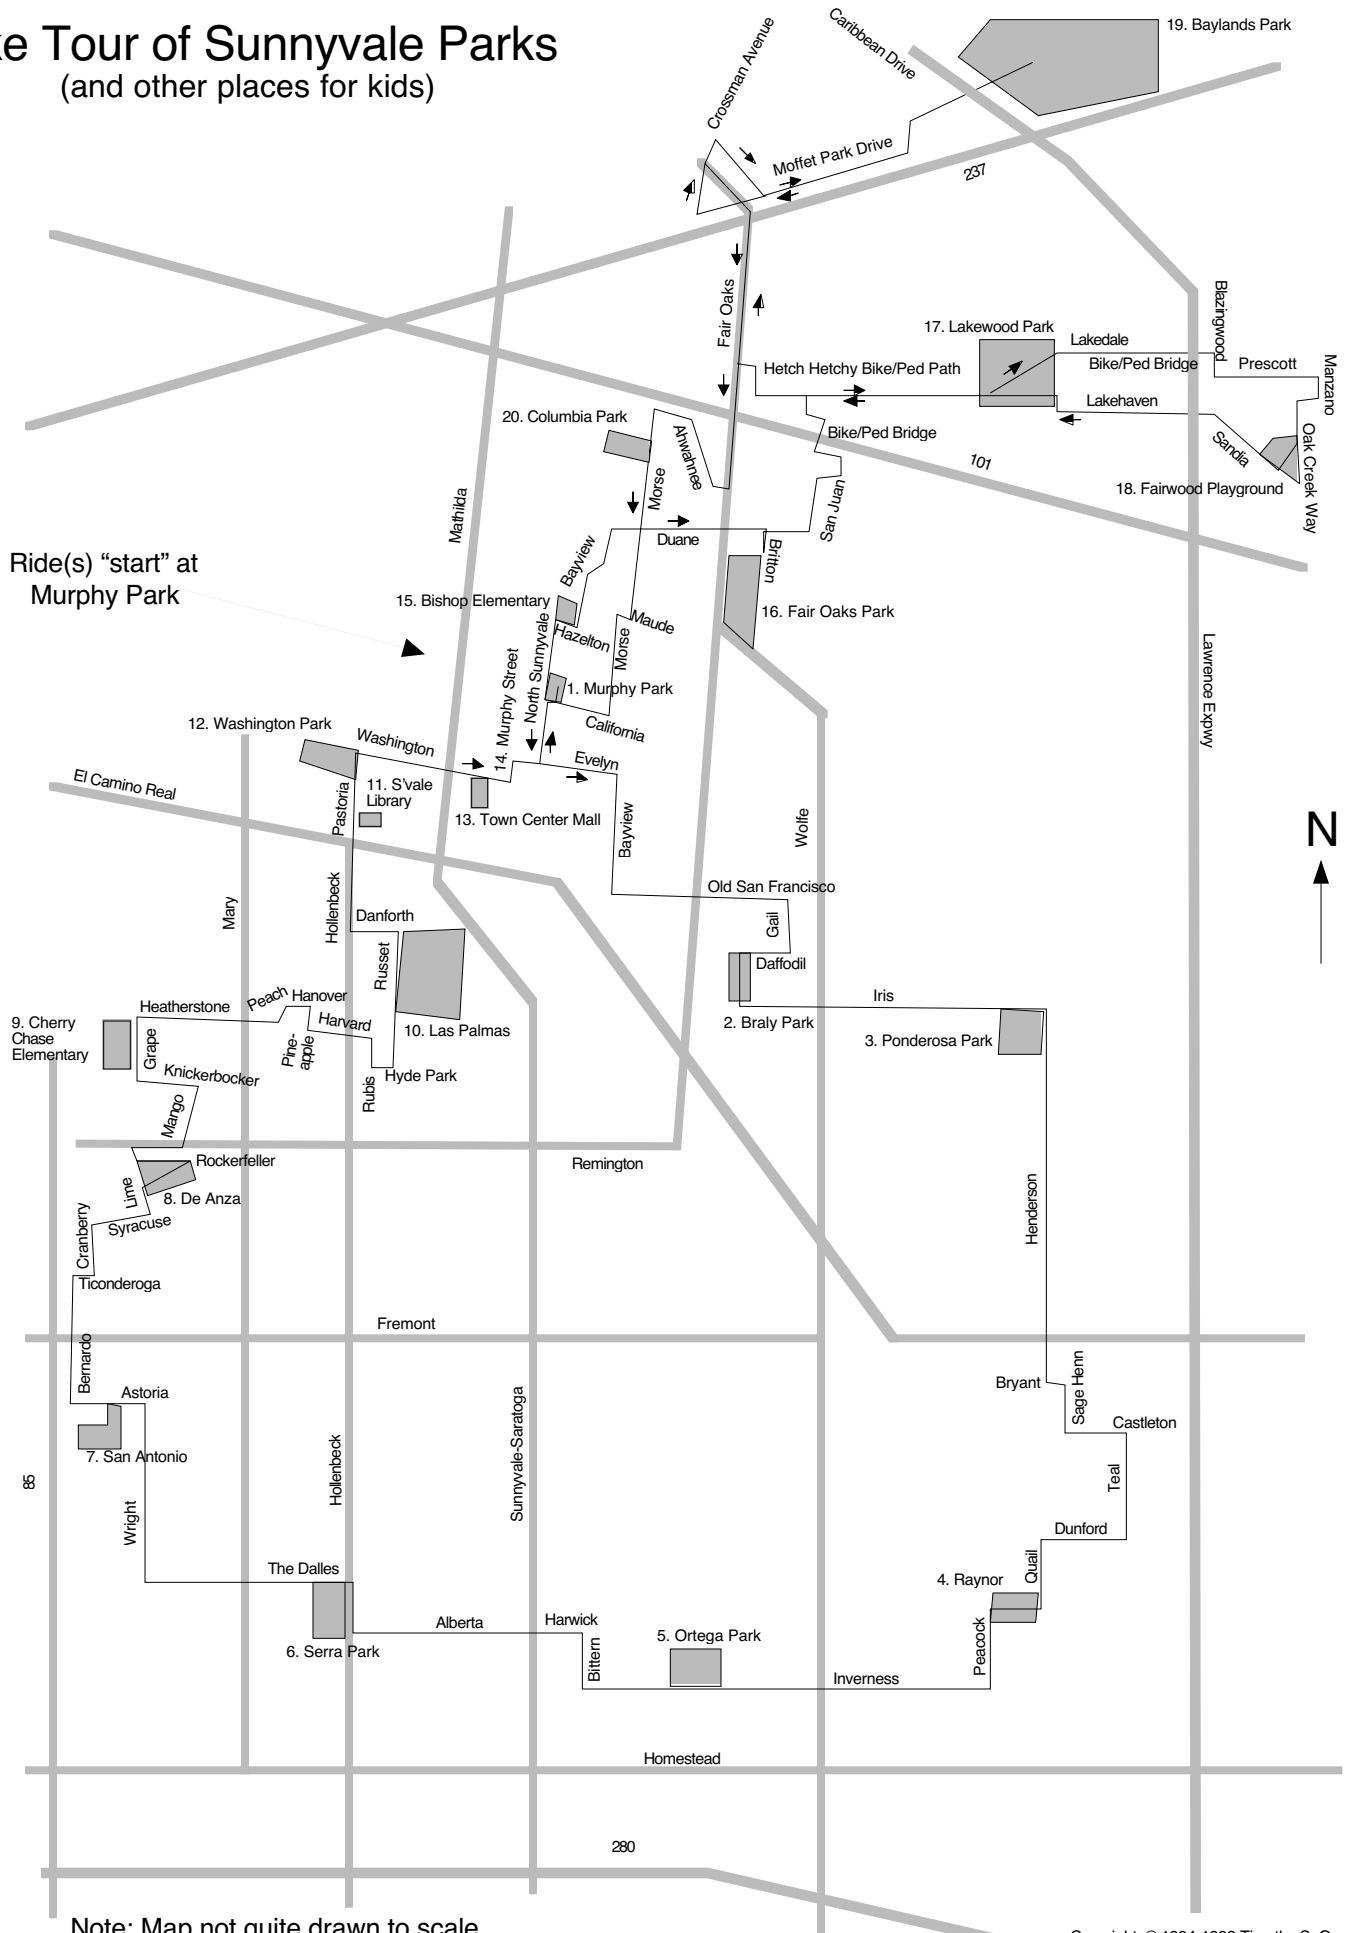 ke Tour of Sunnyvale Parks
(and other places for kids)
Crossman Avenue
Caribbean Drive
19. Baylands Park
Moffet Park Drive
237
Fair Oaks
17. Lakewood Park
Lakedale
Blazingwood
Bike/Ped Bridge
Prescott
Manzano
Hetch Hetchy Bike/Ped Path
Lakehaven
20. Columbia Park
Ahwahnee
Bike/Ped Bridge
101
Sandia
Oak Creek Way
18. Fairwood Playground
Mathilda
Morse
San Juan
Duane
Britton
Ride(s) “start” at
Murphy Park
Bayview
15. Bishop Elementary
Hazelton
Maude
16. Fair Oaks Park
North Sunnyvale
Morse
14. Murphy Street
1. Murphy Park
Lawrence Expwy
12. Washington Park
Washington
California
Evelyn
El Camino Real
Pastoria
11. S’vale
Library
13. Town Center Mall
Bayview
Wolfe
N
Mary
Hollenbeck
Old San Francisco
Danforth
Gail
Russet
Daffodil
Heatherstone
Peach
Hanover
Iris
9. Cherry
Chase
Elementary
Grape
Harvard
10. Las Palmas
2. Braly Park
3. Ponderosa Park
Pine-
apple
Knickerbocker
Rubis
Hyde Park
Mango
Rockerfeller
Remington
Lime
8. De Anza
Cranberry
Syracuse
Henderson
Ticonderoga
Fremont
Bernardo
Astoria
Bryant
Sage Henn
Castleton
Sunnyvale-Saratoga
7. San Antonio
85
Hollenbeck
Teal
Wright
Dunford
The Dalles
4. Raynor
Quail
Alberta
Harwick
5. Ortega Park
6. Serra Park
Bittern
Peacock
Inverness
Homestead
280
Note: Map not quite drawn to scale